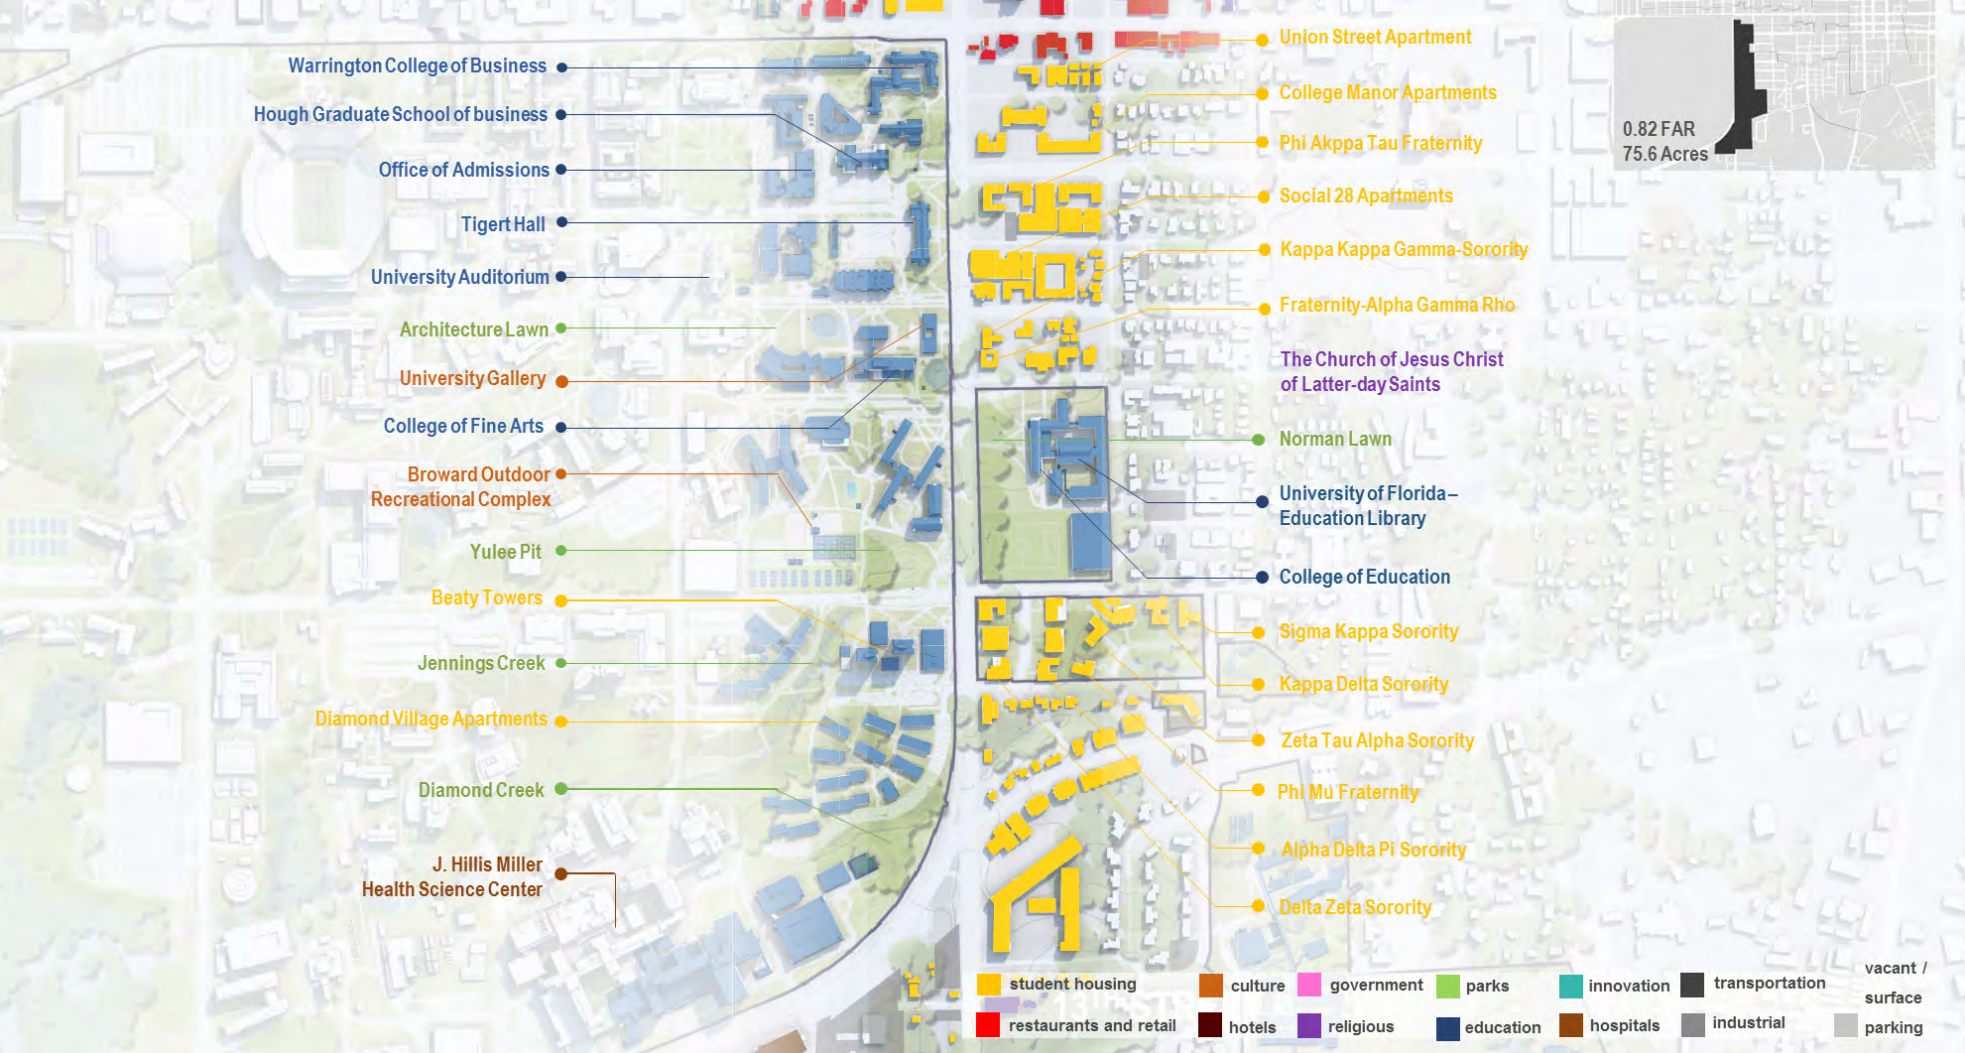 Warrington College of Business
Hough Graduate School of business
Office of Admissions
Tigert Hall
University Auditorium
Architecture Lawn
University Gallery
College of Fine Arts
Broward Outdoor
Recreational Complex
Yulee Pit
Beaty Towers
Jennings Creek
Diamond Village Apartments
Diamond Creek
J. Hillis Miller
Health Science Center
Union Street Apartment
College Manor Apartments
Phi Akppa Tau Fraternity
Social 28 Apartments
Kappa Kappa Gamma-Sorority
Fraternity-Alpha Gamma Rho
The Church of Jesus Christ
of Latter-day Saints
Norman Lawn
University of Florida –
Education Library
College of Education
Sigma Kappa Sorority
Kappa Delta Sorority
Zeta Tau Alpha Sorority
Phi Mu Fraternity
Alpha Delta Pi Sorority
Delta Zeta Sorority
0.82 FAR
75.6 Acres
13TH ST
student housing
culture
government
parks
innovation
transportation
vacant /
surface
parking
restaurants and retail
hotels
religious
education
hospitals
industrial